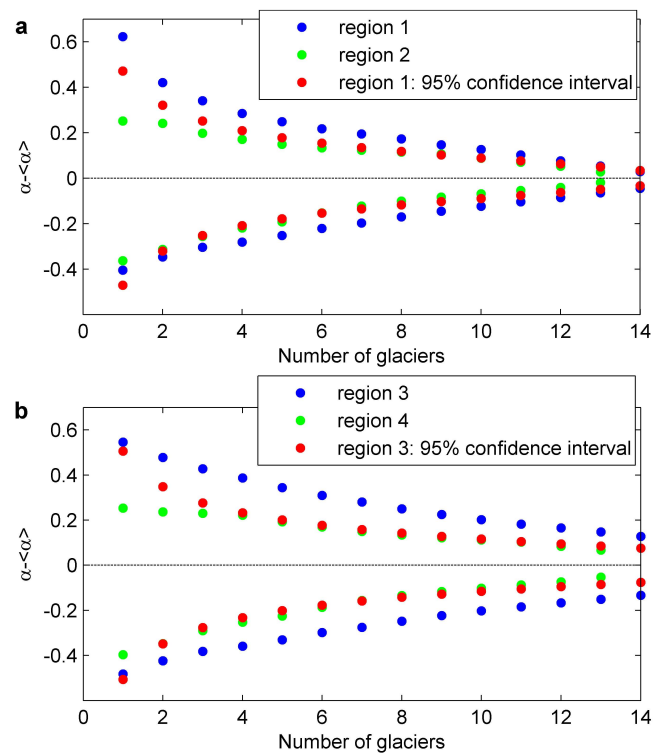 a
region 1
region 2
region 1: 95% confidence interval
0.6
0.4
0.2
0
-0.2
-0.4
α-<α>
0 2 4 6 8 10 12 14
Number of glaciers
b
region 3
region 4
region 3: 95% confidence interval
0.6
0.4
0.2
0
-0.2
-0.4
α-<α>
0 2 4 6 8 10 12 14
Number of glaciers